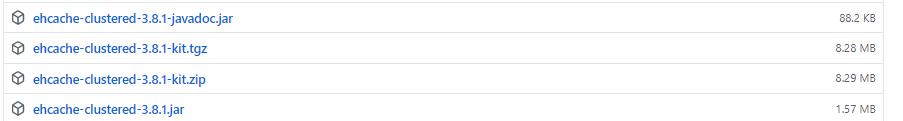 ehcache-clustered-3.8.1-javadoc.jar 88.2 KB
ehcache-clustered-3.8.1-kit.tgz 8.28 MB
ehcache-clustered-3.8.1-kit.zip 8.29 MB
ehcache-clustered-3.8.1.jar 1.57 MB